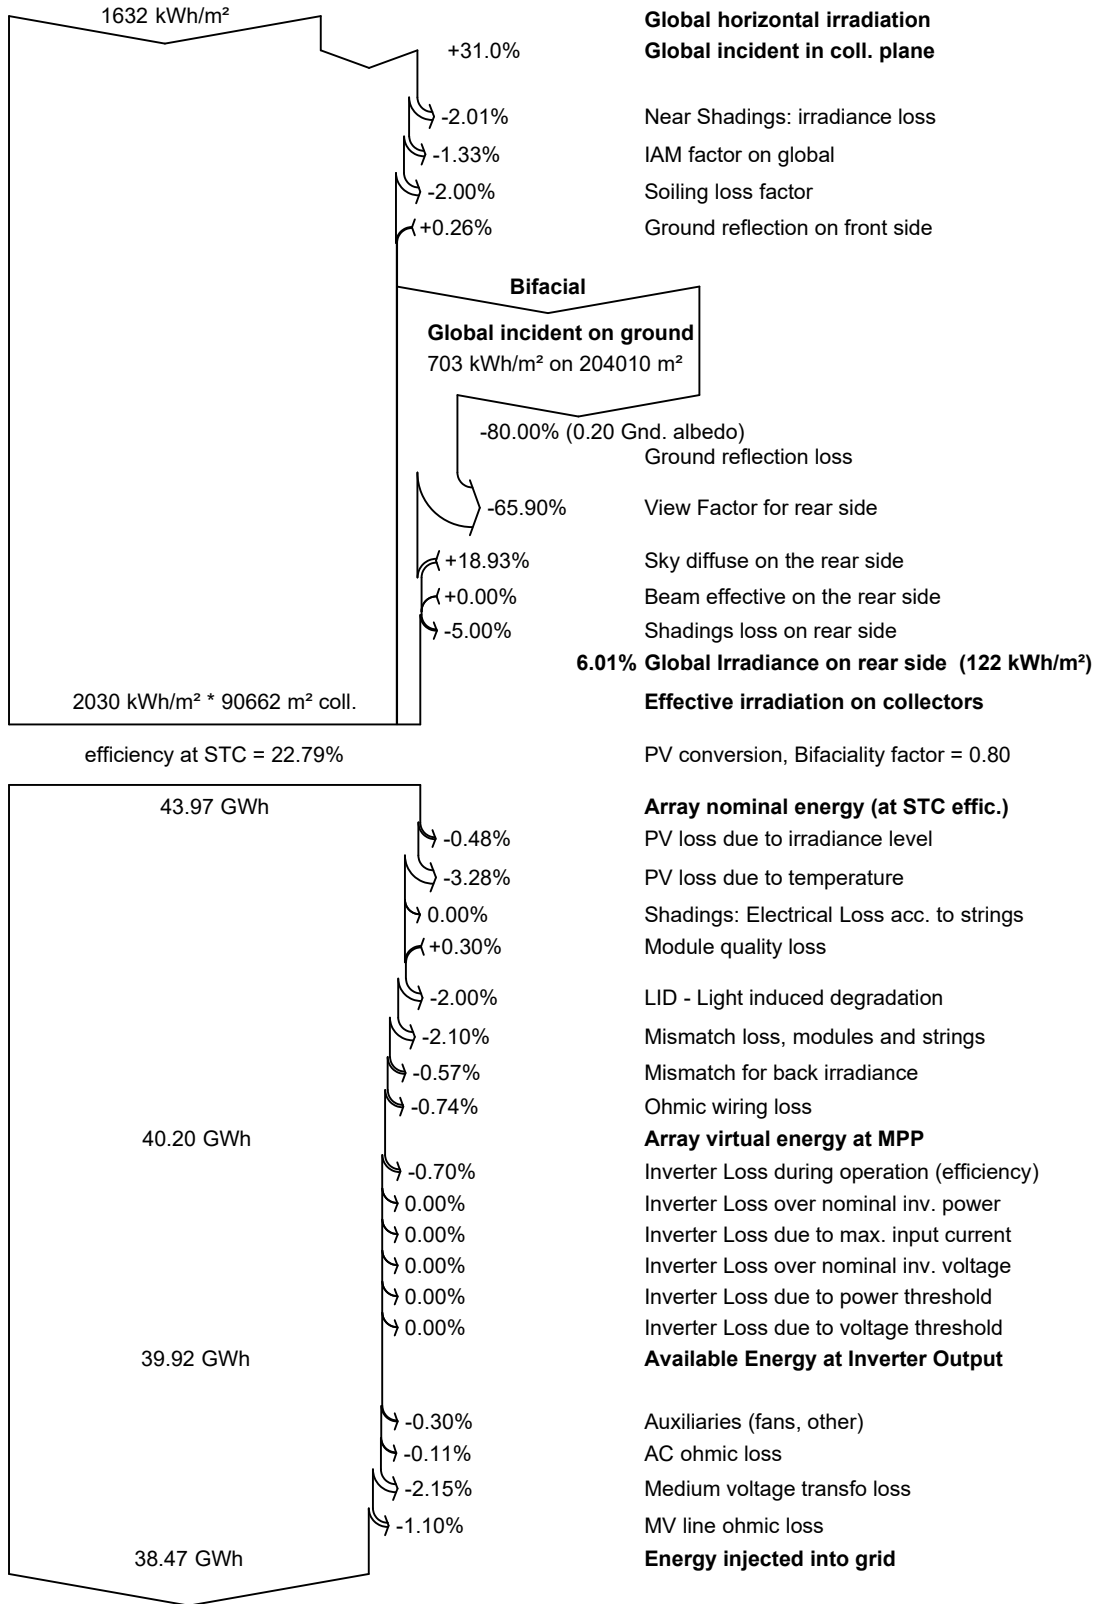 1632 kWh/m² Global horizontal irradiation
+31.0% Global incident in coll. plane
-2.01% Near Shadings: irradiance loss
-1.33% IAM factor on global
-2.00% Soiling loss factor
+0.26% Ground reflection on front side
Bifacial
Global incident on ground
703 kWh/m² on 204010 m²
-80.00% (0.20 Gnd. albedo)
Ground reflection loss
-65.90% View Factor for rear side
+18.93% Sky diffuse on the rear side
+0.00% Beam effective on the rear side
-5.00% Shadings loss on rear side
6.01% Global Irradiance on rear side (122 kWh/m²)
2030 kWh/m² * 90662 m² coll. Effective irradiation on collectors
efficiency at STC = 22.79% PV conversion, Bifaciality factor = 0.80
43.97 GWh Array nominal energy (at STC effic.)
-0.48% PV loss due to irradiance level
-3.28% PV loss due to temperature
0.00% Shadings: Electrical Loss acc. to strings
+0.30% Module quality loss
-2.00% LID - Light induced degradation
-2.10% Mismatch loss, modules and strings
-0.57% Mismatch for back irradiance
-0.74% Ohmic wiring loss
40.20 GWh Array virtual energy at MPP
-0.70% Inverter Loss during operation (efficiency)
0.00% Inverter Loss over nominal inv. power
0.00% Inverter Loss due to max. input current
0.00% Inverter Loss over nominal inv. voltage
0.00% Inverter Loss due to power threshold
0.00% Inverter Loss due to voltage threshold
39.92 GWh Available Energy at Inverter Output
-0.30% Auxiliaries (fans, other)
-0.11% AC ohmic loss
-2.15% Medium voltage transfo loss
-1.10% MV line ohmic loss
38.47 GWh Energy injected into grid